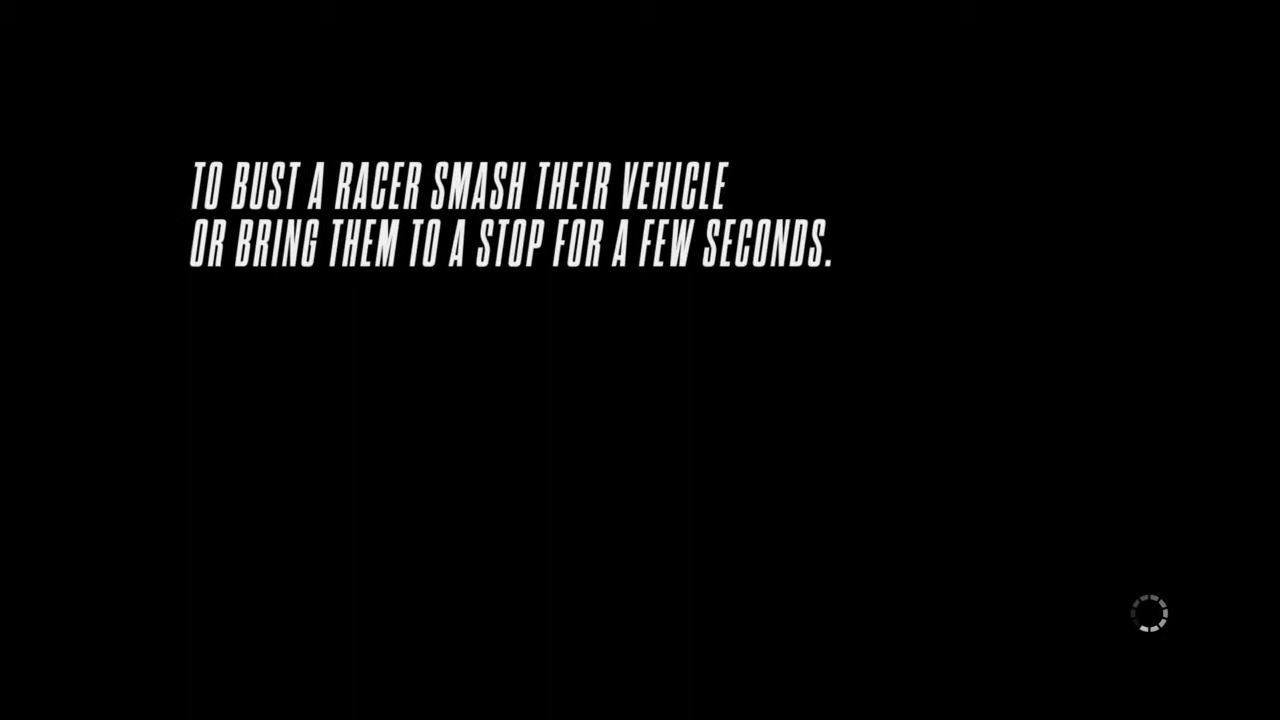 TO BUST A RACER SMASH THEIR VEHICLE
OR BRING THEM TO A STOP FOR A FEW SECONDS.